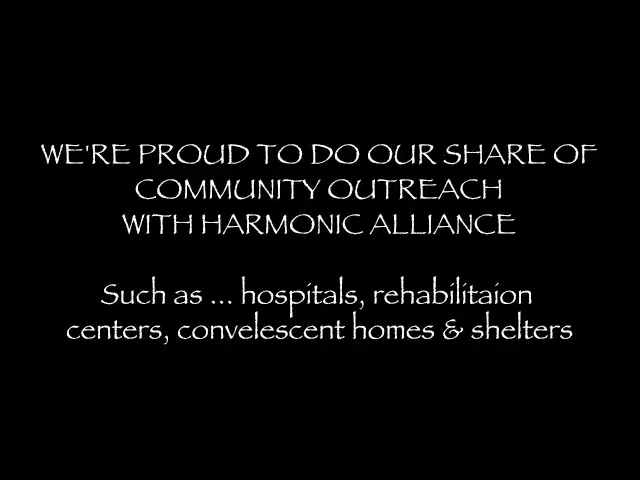 WE'RE PROUD TO DO OUR SHARE OF
COMMUNITY OUTREACH
WITH HARMONIC ALLIANCE
Such as ... hospitals, rehabilitaion
centers, convelescent homes & shelters